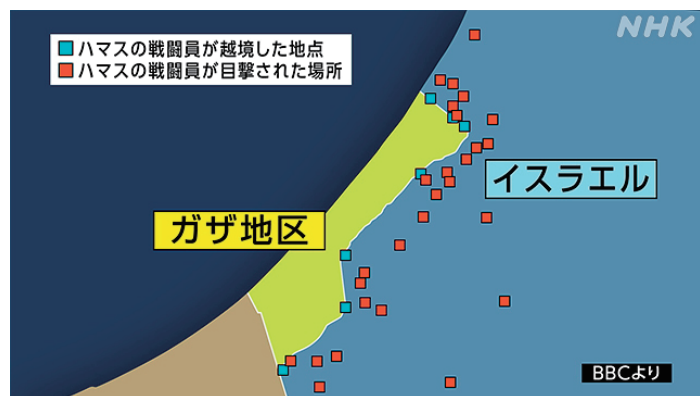 NHK
ハマスの戦闘員が越境した地点
ハマスの戦闘員が目撃された場所
イスラエル
ガザ地区
BBCより